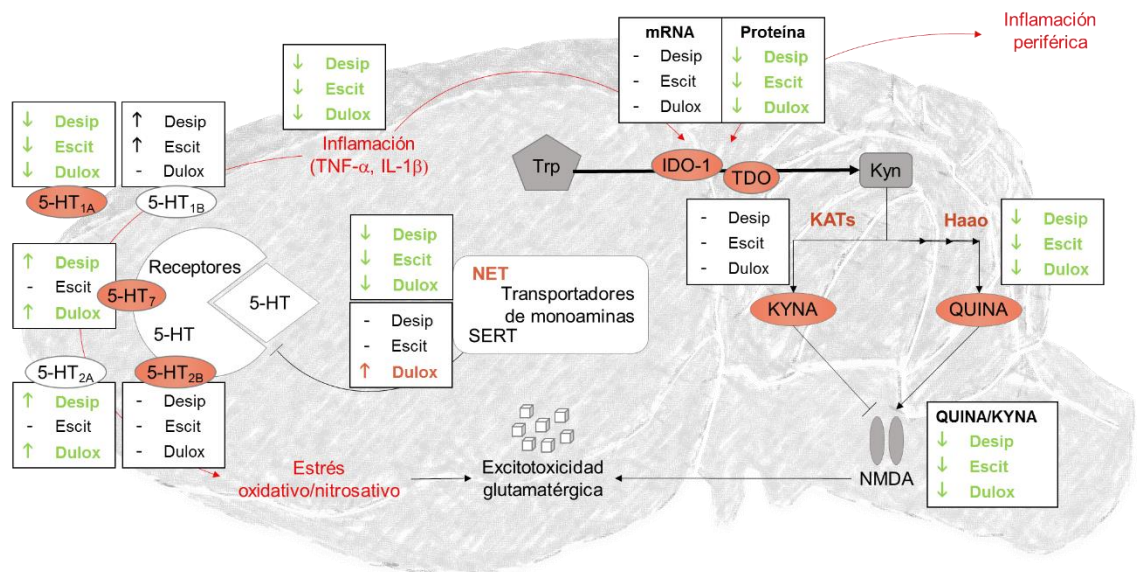 Inflamación
periférica
mRNA
- Desip
- Escit
- Dulox
Proteína
↓ Desip
↓ Escit
↓ Dulox
↓ Desip
↓ Escit
↓ Dulox
Inflamación
(TNF-α, IL-1β)
↓ Desip
↓ Escit
↓ Dulox
5-HT1A
↑ Desip
↑ Escit
- Dulox
5-HT1B
Trp
IDO-1
TDO
Kyn
KATs
Haao
- Desip
- Escit
- Dulox
↓ Desip
↓ Escit
↓ Dulox
KYNA
QUINA
↑ Desip
- Escit
↑ Dulox
5-HT7
Receptores
5-HT
5-HT
↓ Desip
↓ Escit
↓ Dulox
NET
Transportadores
de monoaminas
SERT
- Desip
- Escit
↑ Dulox
5-HT2A
↑ Desip
- Escit
↑ Dulox
5-HT2B
- Desip
- Escit
- Dulox
Estrés
oxidativo/nitrosativo
Excitotoxicidad
glutamatérgica
NMDA
QUINA/KYNA
↓ Desip
↓ Escit
↓ Dulox